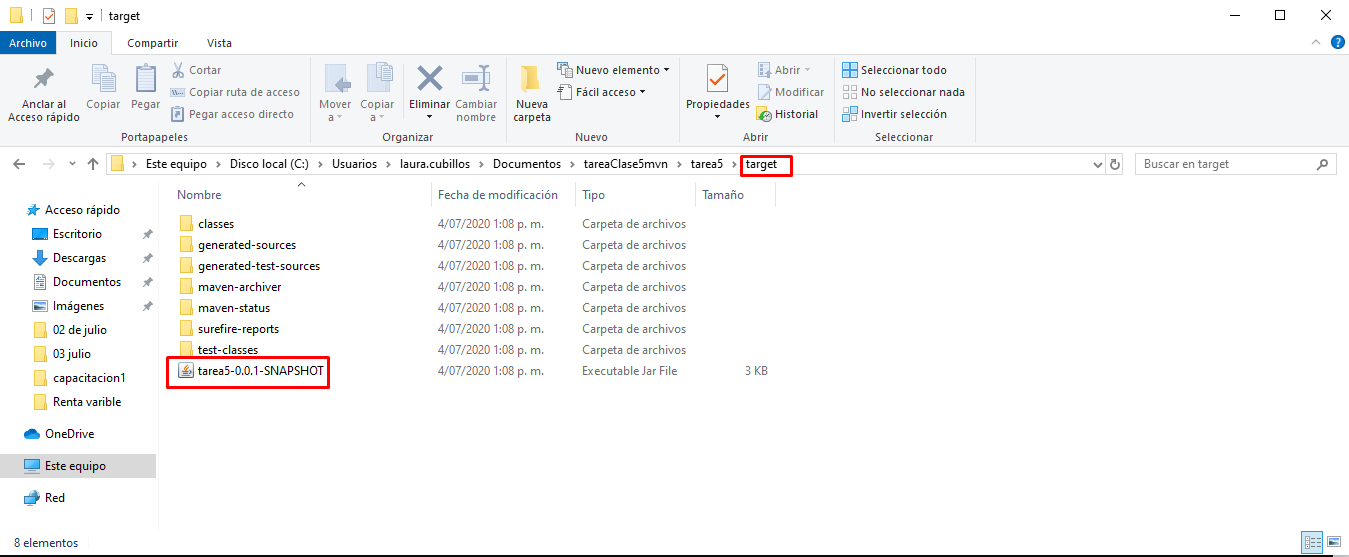 target
Archivo Inicio Compartir Vista
Anclar al Acceso rápido
Copiar
Pegar
Cortar
Copiar ruta de acceso
Pegar acceso directo
Portapapeles
Mover a
Copiar a
Eliminar
Cambiar nombre
Organizar
Nueva carpeta
Nuevo elemento
Fácil acceso
Nuevo
Propiedades
Abrir
Modificar
Historial
Abrir
Seleccionar todo
No seleccionar nada
Invertir selección
Seleccionar
Este equipo > Disco local (C:) > Usuarios > laura.cubillos > Documentos > tareaClase5mvn > tarea5 > target
Buscar en target
Acceso rápido
Escritorio
Descargas
Documentos
Imágenes
02 de julio
03 julio
capacitacion1
Renta varible
OneDrive
Este equipo
Red
Nombre Fecha de modificación Tipo Tamaño
classes 4/07/2020 1:08 p. m. Carpeta de archivos
generated-sources 4/07/2020 1:08 p. m. Carpeta de archivos
generated-test-sources 4/07/2020 1:08 p. m. Carpeta de archivos
maven-archiver 4/07/2020 1:08 p. m. Carpeta de archivos
maven-status 4/07/2020 1:08 p. m. Carpeta de archivos
surefire-reports 4/07/2020 1:08 p. m. Carpeta de archivos
test-classes 4/07/2020 1:08 p. m. Carpeta de archivos
tarea5-0.0.1-SNAPSHOT 4/07/2020 1:08 p. m. Executable Jar File 3 KB
8 elementos